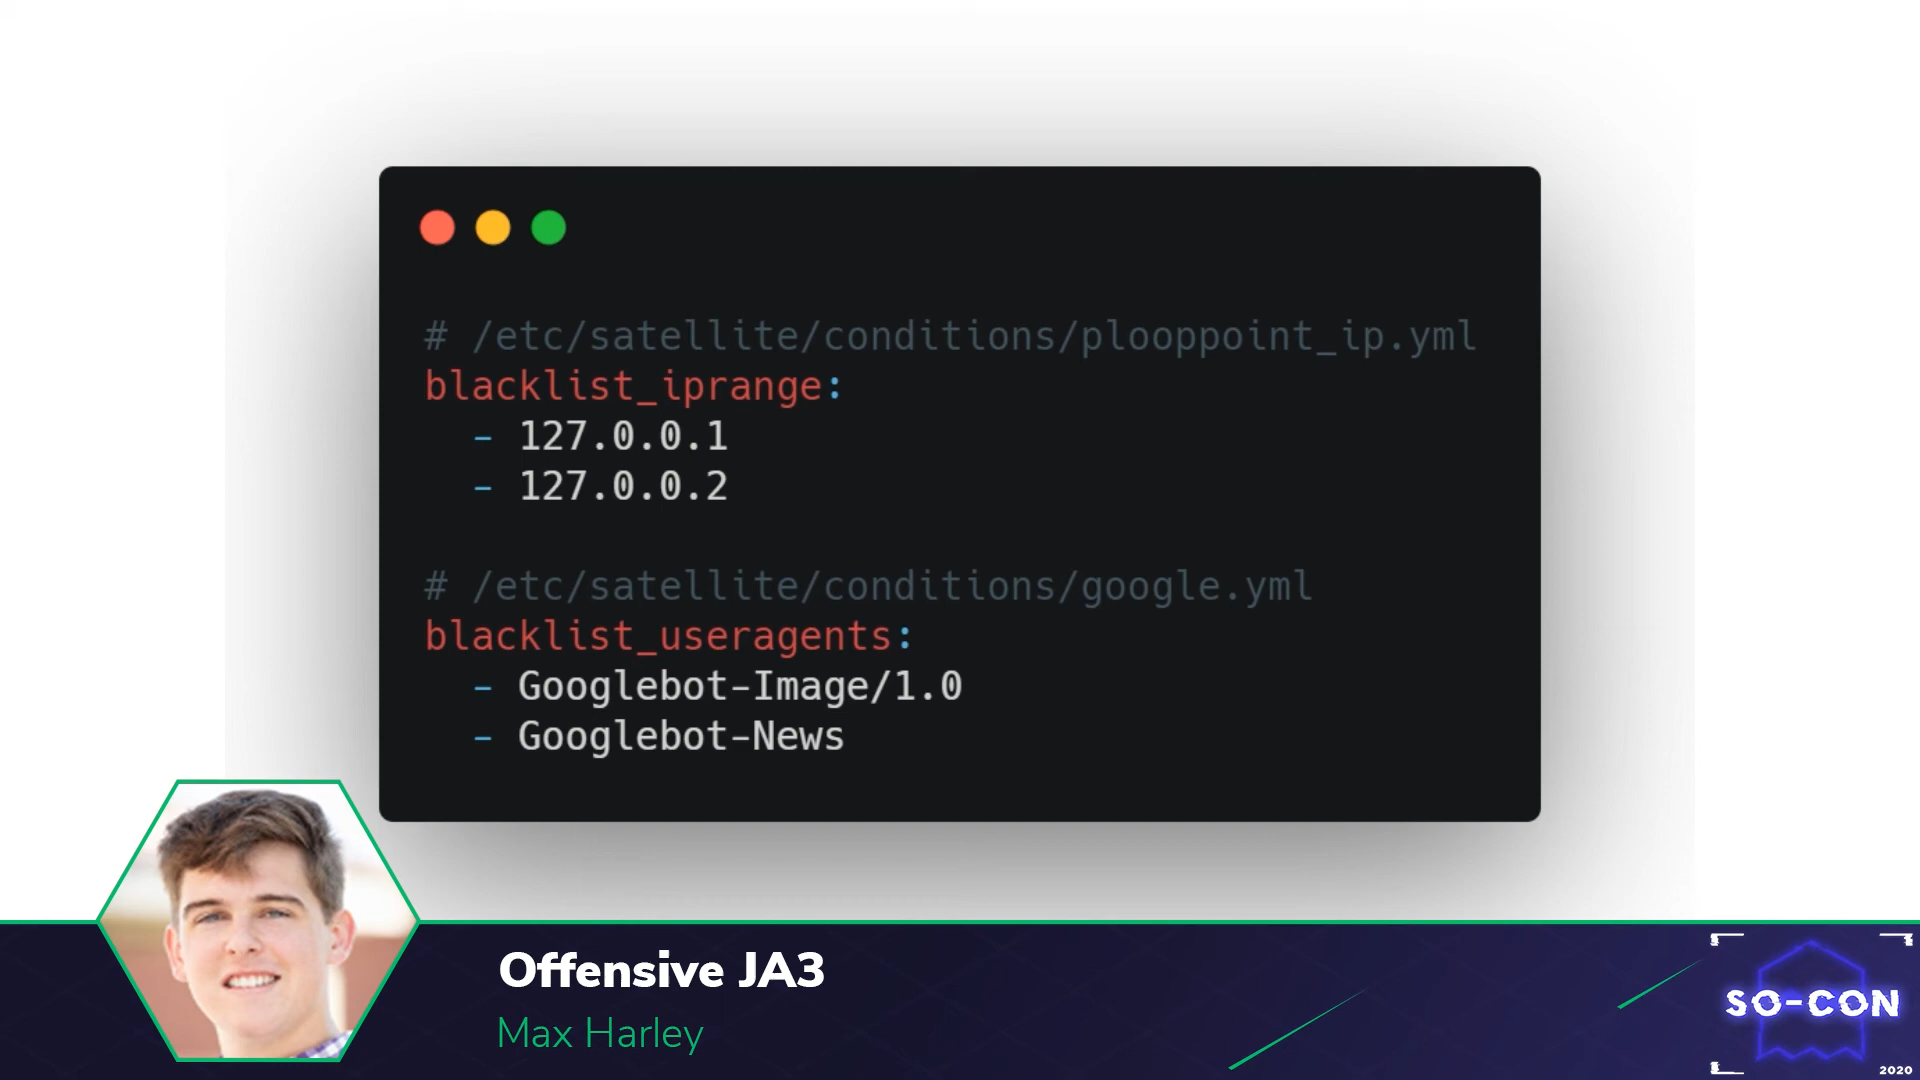 # /etc/satellite/conditions/plooppoint_ip.yml
blacklist_iprange:
- 127.0.0.1
- 127.0.0.2
# /etc/satellite/conditions/google.yml
blacklist_useragents:
- Googlebot-Image/1.0
- Googlebot-News
Offensive JA3
Max Harley
SO-CON
2020